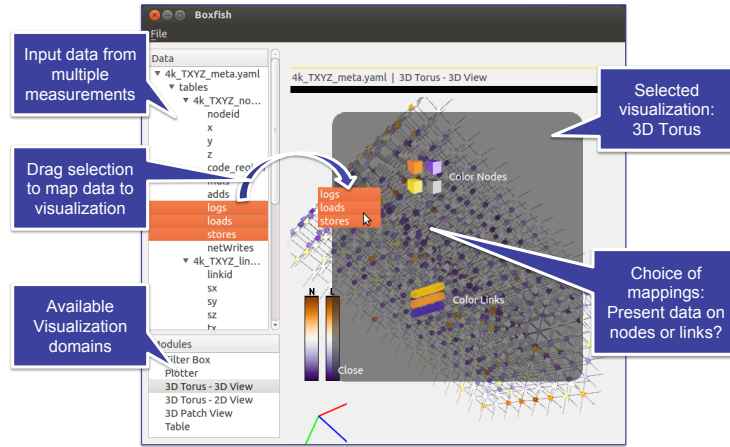 Boxfish
File
Data
4k_TXYZ_meta.yaml
tables
4k_TXYZ_no...
nodeid
x
y
z
code_regi
adds
logs
loads
stores
netWrites
4k_TXYZ_lin...
linkid
sx
sy
sz
tx
Modules
Filter Box
Plotter
3D Torus - 3D View
3D Torus - 2D View
3D Patch View
Table
4k_TXYZ_meta.yaml | 3D Torus - 3D View
Color Nodes
logs
loads
stores
Color Links
N L
Close
Input data from
multiple
measurements
Drag selection
to map data to
visualization
Available
Visualization
domains
Selected
visualization:
3D Torus
Choice of
mappings:
Present data on
nodes or links?